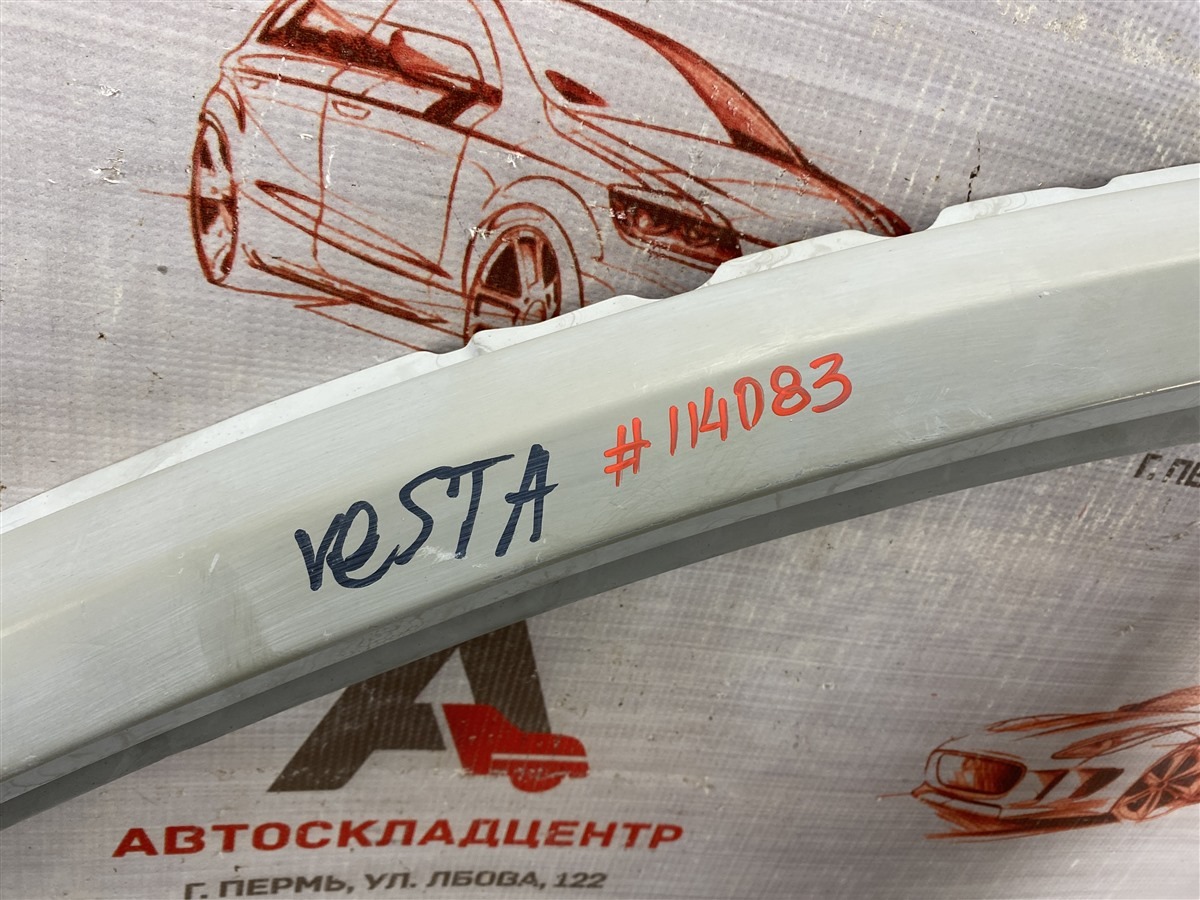 #114083
VESTA
Г. ПЕ
АВТОСКЛАДЦЕНТР
Г. ПЕРМЬ, УЛ. ЛБОВА, 122